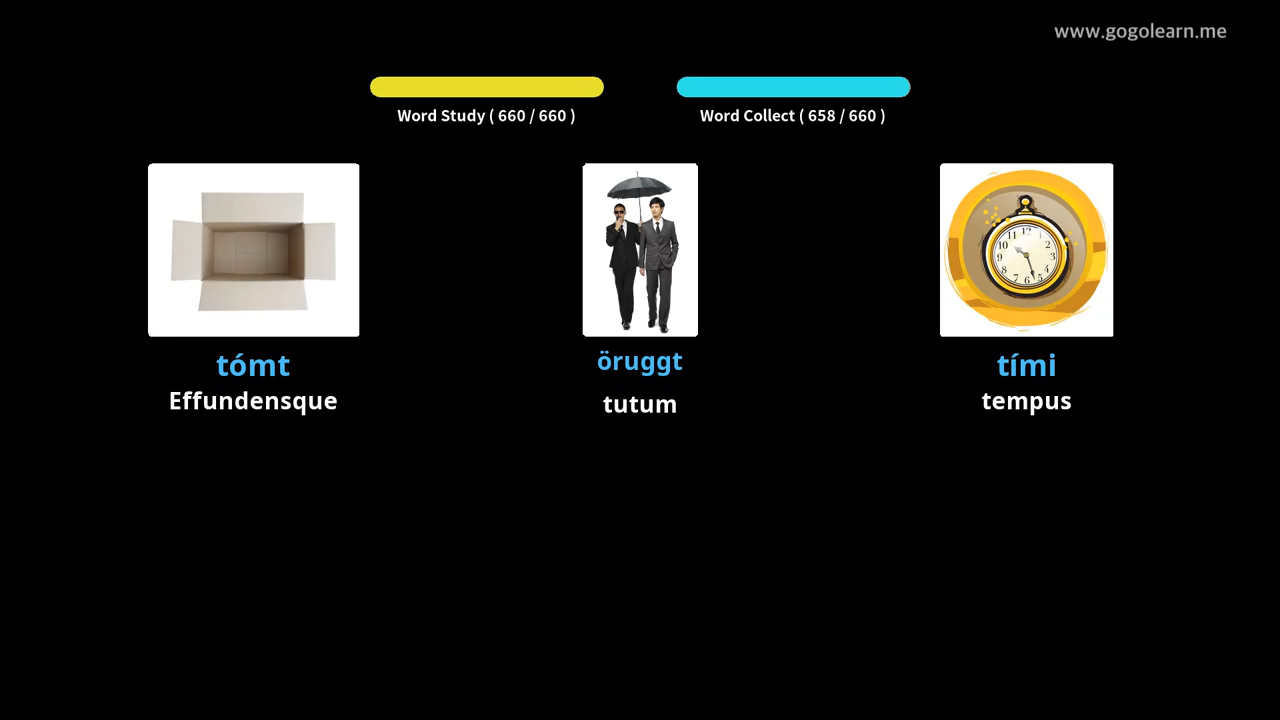 www.gogolearn.me
Word Study ( 660 / 660 )
Word Collect ( 658 / 660 )
tómt
Effundensque
öruggt
tutum
tími
tempus